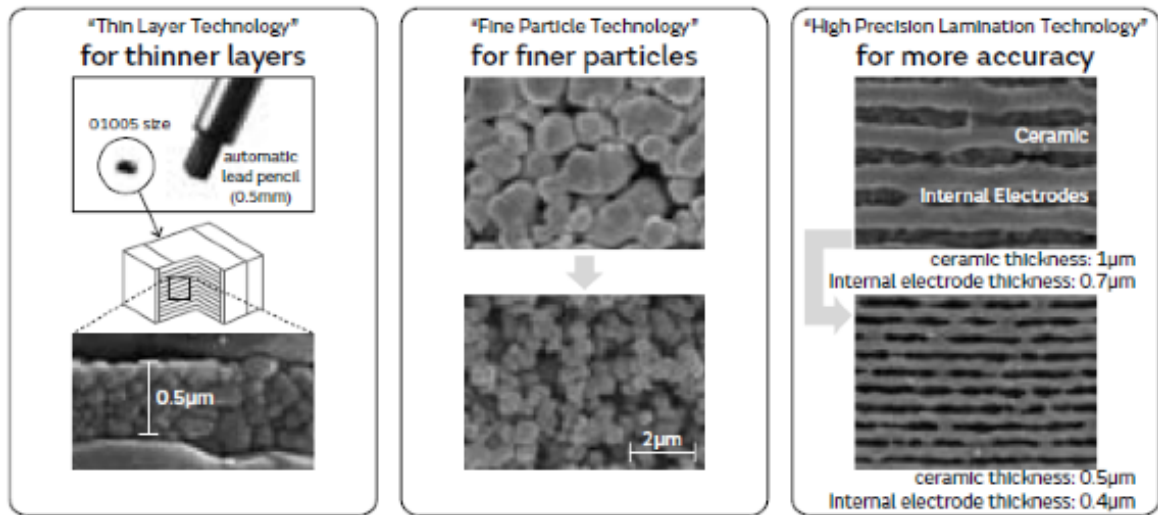 “Thin Layer Technology”
for thinner layers
01005 size
automatic
lead pencil
(0.5mm)
0.5µm
“Fine Particle Technology”
for finer particles
2µm
“High Precision Lamination Technology”
for more accuracy
Ceramic
Internal Electrodes
ceramic thickness: 1µm
Internal electrode thickness: 0.7µm
ceramic thickness: 0.5µm
Internal electrode thickness: 0.4µm